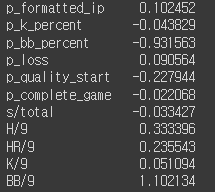 p_formatted_ip 0.102452
p_k_percent -0.043829
p_bb_percent -0.931563
p_loss 0.090564
p_quality_start -0.227944
p_complete_game -0.022068
s/total -0.033427
H/9 0.333396
HR/9 0.235543
K/9 0.051094
BB/9 1.102134